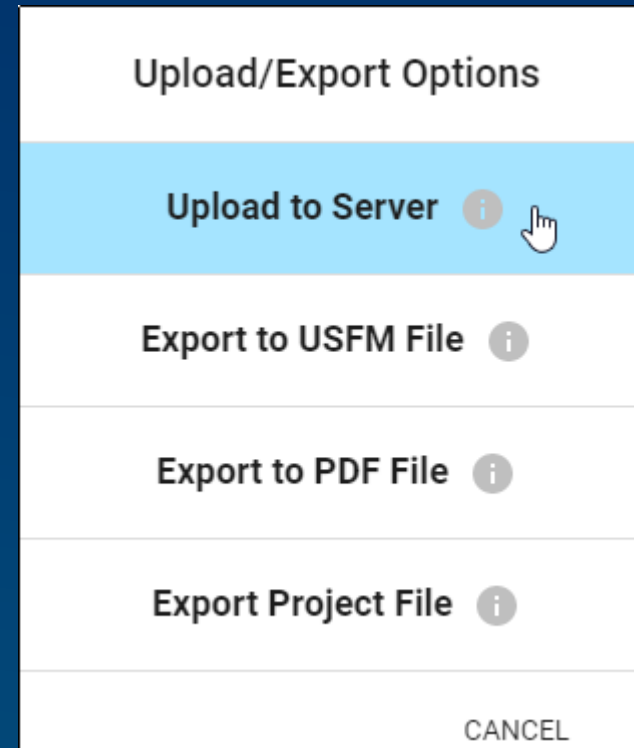 Upload/Export Options
Upload to Server
Export to USFM File
Export to PDF File
Export Project File
CANCEL